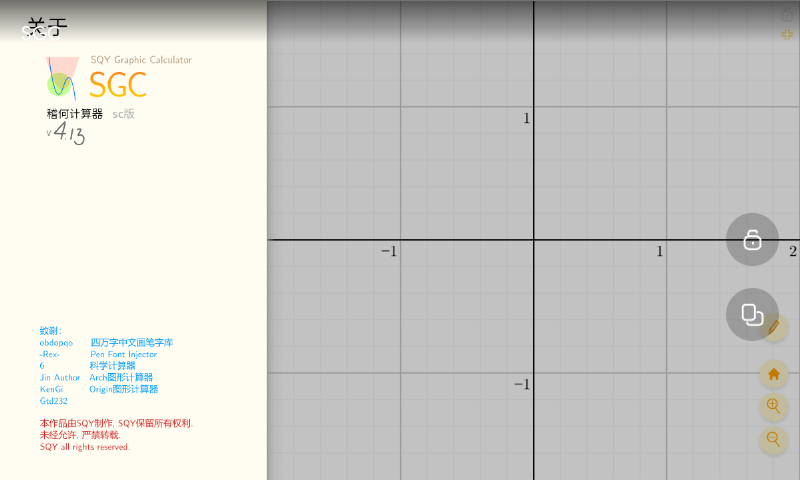 关于
SGC
SQY Graphic Calculator
SGC
稽何计算器 sc版
v 4.13
致谢:
obdopqo 四万字中文画笔字库
-Rex- Pen Font Injector
6 科学计算器
Jin Author Arch图形计算器
KenGi Origin图形计算器
Gtd232
本作品由SQY制作, SQY保留所有权利.
未经允许, 严禁转载.
SQY all rights reserved.
1
−1
1
2
−1